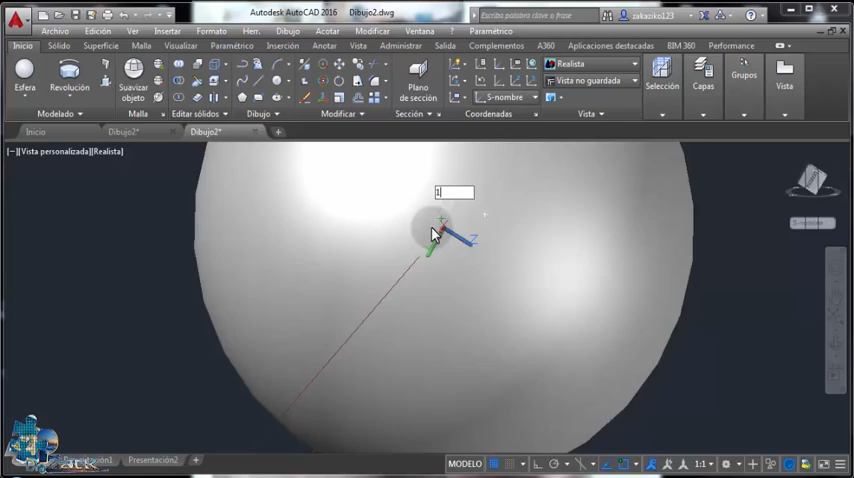 Autodesk AutoCAD 2016 Dibujo2.dwg
Escriba palabra clave o frase
zakaziko123
Archivo Edición Ver Insertar Formato Herr. Dibujo Acotar Modificar Ventana ? Express
Paramétrico
Inicio Sólido Superficie Malla Visualizar Paramétrico Inserción Anotar Vista Administrar Salida Complementos A360 Aplicaciones destacadas BIM 360 Performance
Esfera
Revolución
Suavizar objeto
Plano de sección
Realista
Vista no guardada
S-nombre
Selección
Capas
Grupos
Vista
Modelado
Malla
Editar sólidos
Dibujo
Modificar
Sección
Coordenadas
Vista
Inicio
Dibujo2*
Dibujo2*
[−][Vista personalizada][Realista]
1
Z
S-nombre
Presentación2
MODELO
1:1